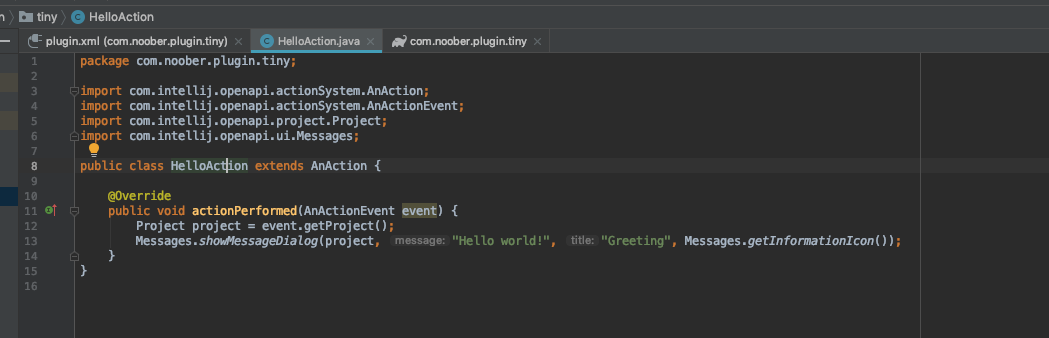 n tiny HelloAction
plugin.xml (com.noober.plugin.tiny) HelloAction.java com.noober.plugin.tiny
1 package com.noober.plugin.tiny;
2
3 import com.intellij.openapi.actionSystem.AnAction;
4 import com.intellij.openapi.actionSystem.AnActionEvent;
5 import com.intellij.openapi.project.Project;
6 import com.intellij.openapi.ui.Messages;
7
8 public class HelloAction extends AnAction {
9
10 @Override
11 public void actionPerformed(AnActionEvent event) {
12 Project project = event.getProject();
13 Messages.showMessageDialog(project, message: "Hello world!", title: "Greeting", Messages.getInformationIcon());
14 }
15 }
16